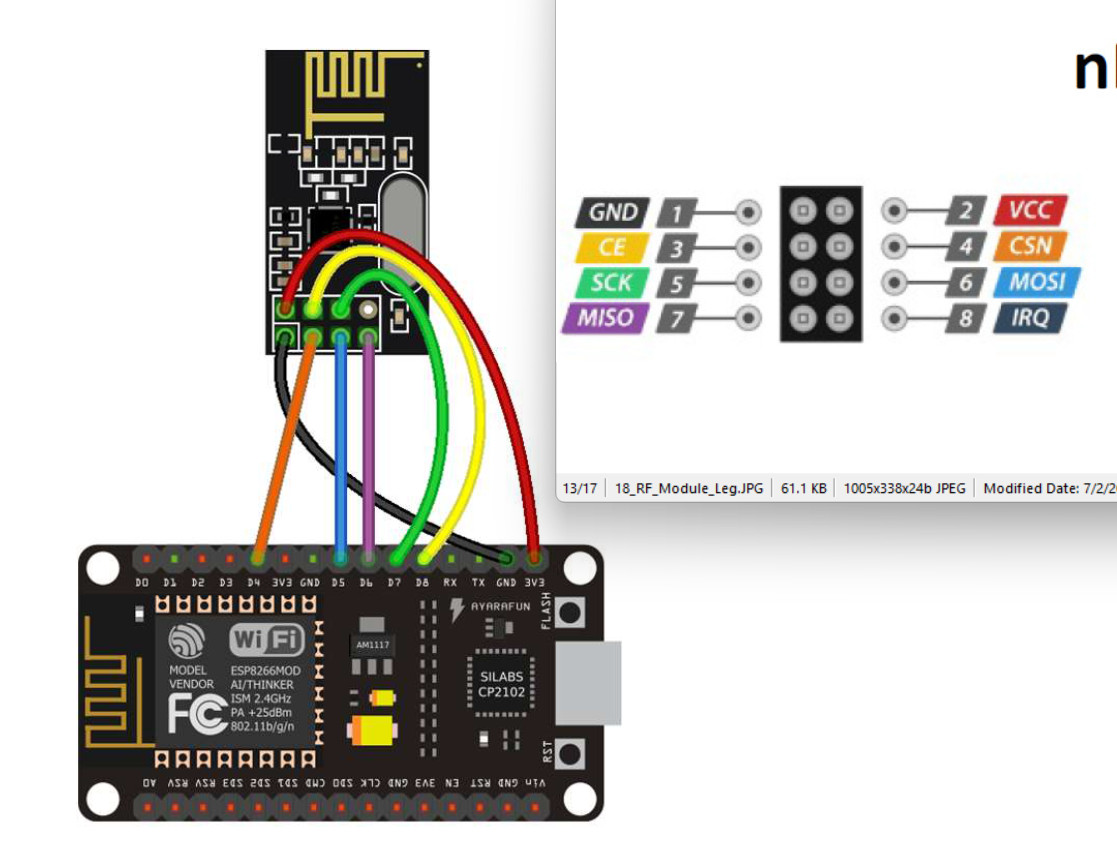 n
GND 1 2 VCC
CE 3 4 CSN
SCK 5 6 MOSI
MISO 7 8 IRQ
13/17 18_RF_Module_Leg.JPG 61.1 KB 1005x338x24b JPEG Modified Date: 7/2/2
D0 D1 D2 D3 D4 3V3 GND D5 D6 D7 D8 RX TX GND 3V3
AYARAFUN
FLASH
WiFi
AM1117
MODEL
VENDOR
ESP8266MOD
AI/THINKER
ISM 2.4GHz
PA +25dBm
802.11b/g/n
FC
SILABS
CP2102
RST
A0 RSV RSV SD3 SD2 SD1 CMD SD0 CLK GND 3V3 EN RST GND Vin